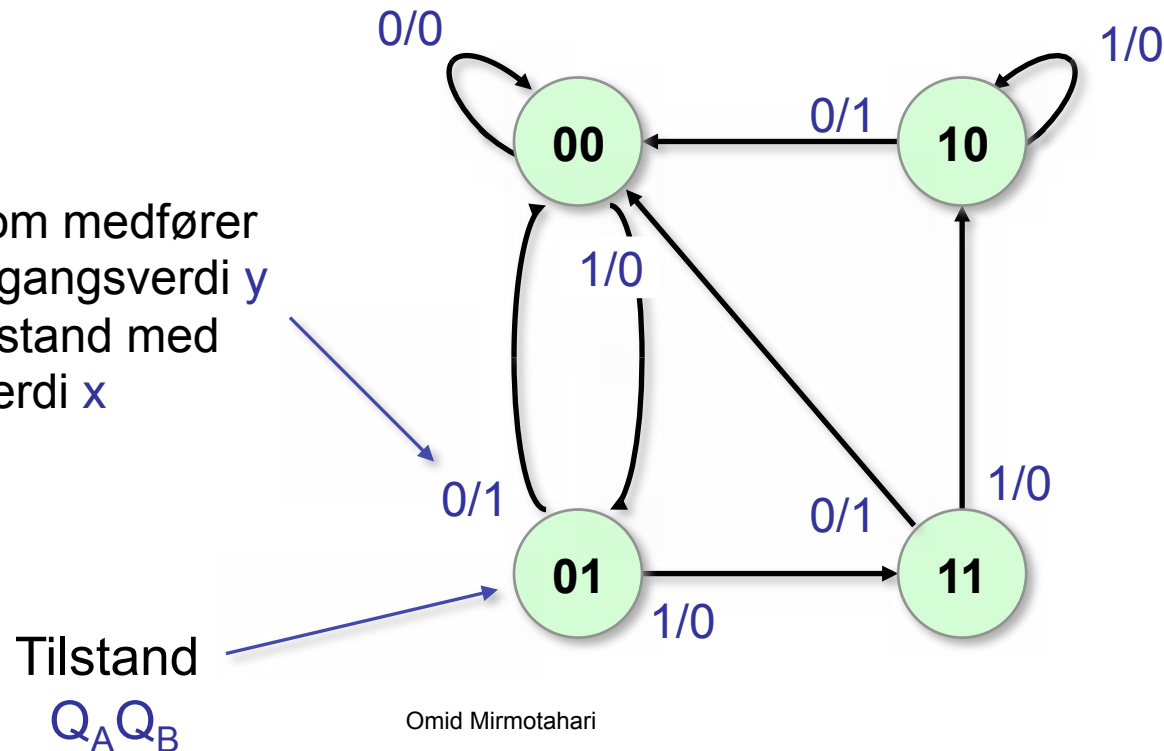 0/0
1/0
0/1
00
10
om medfører
gangsverdi y
stand med
erdi x
1/0
0/1
0/1
1/0
01
11
1/0
Tilstand
QAQB
Omid Mirmotahari